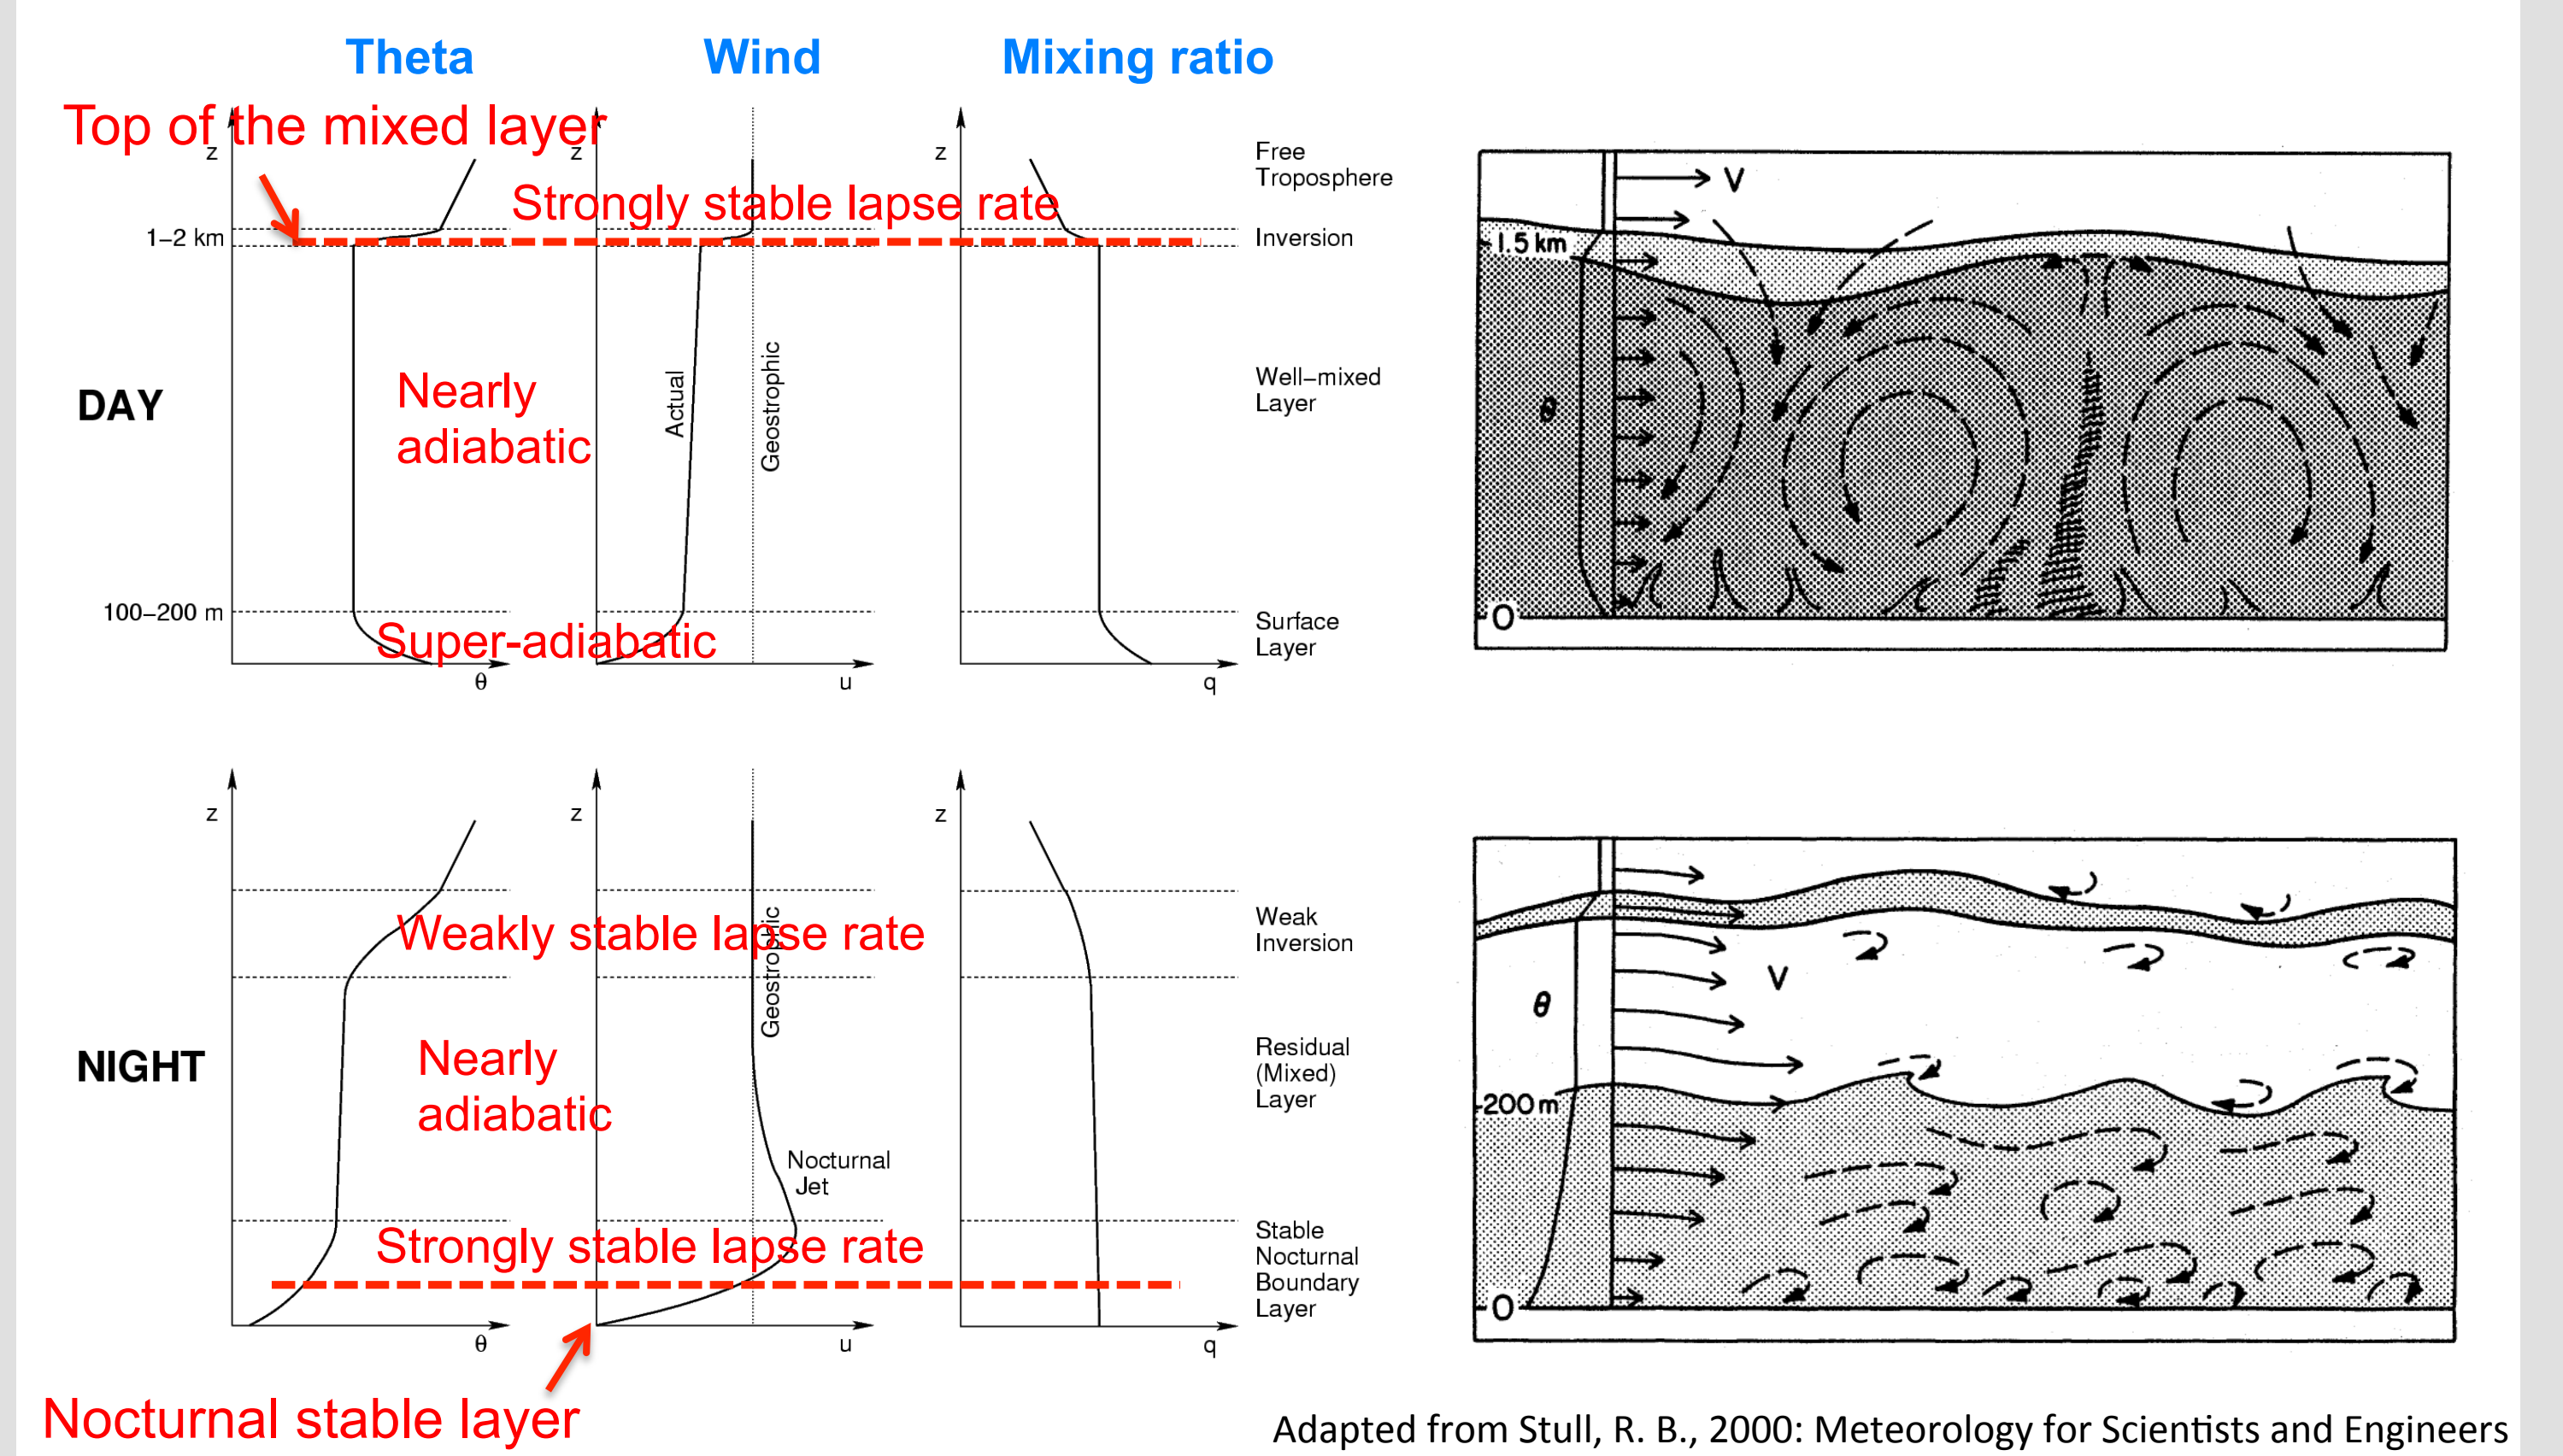 Theta
Wind
Mixing ratio
Top of the mixed layer
z
z
z
Free
Troposphere
Strongly stable lapse rate
1–2 km
Inversion
DAY
Nearly
adiabatic
Actual
Geostrophic
Well–mixed
Layer
100–200 m
Super-adiabatic
Surface
Layer
θ
u
q
V
1.5 km
θ
0
z
z
z
Weakly stable lapse rate
Geostrophic
Weak
Inversion
NIGHT
Nearly
adiabatic
Residual
(Mixed)
Layer
Nocturnal
Jet
Strongly stable lapse rate
Stable
Nocturnal
Boundary
Layer
θ
u
q
V
θ
200 m
0
Nocturnal stable layer
Adapted from Stull, R. B., 2000: Meteorology for Scientists and Engineers